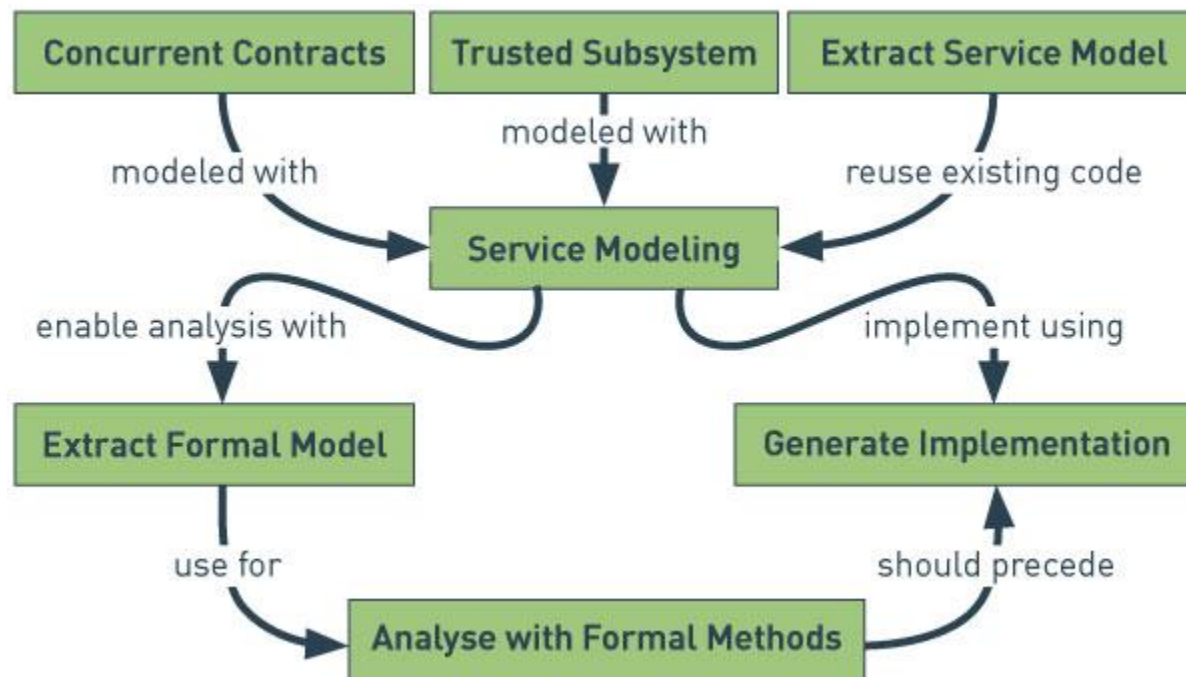 Concurrent Contracts
Trusted Subsystem
Extract Service Model
modeled with
modeled with
reuse existing code
Service Modeling
enable analysis with
implement using
Extract Formal Model
Generate Implementation
use for
should precede
Analyse with Formal Methods